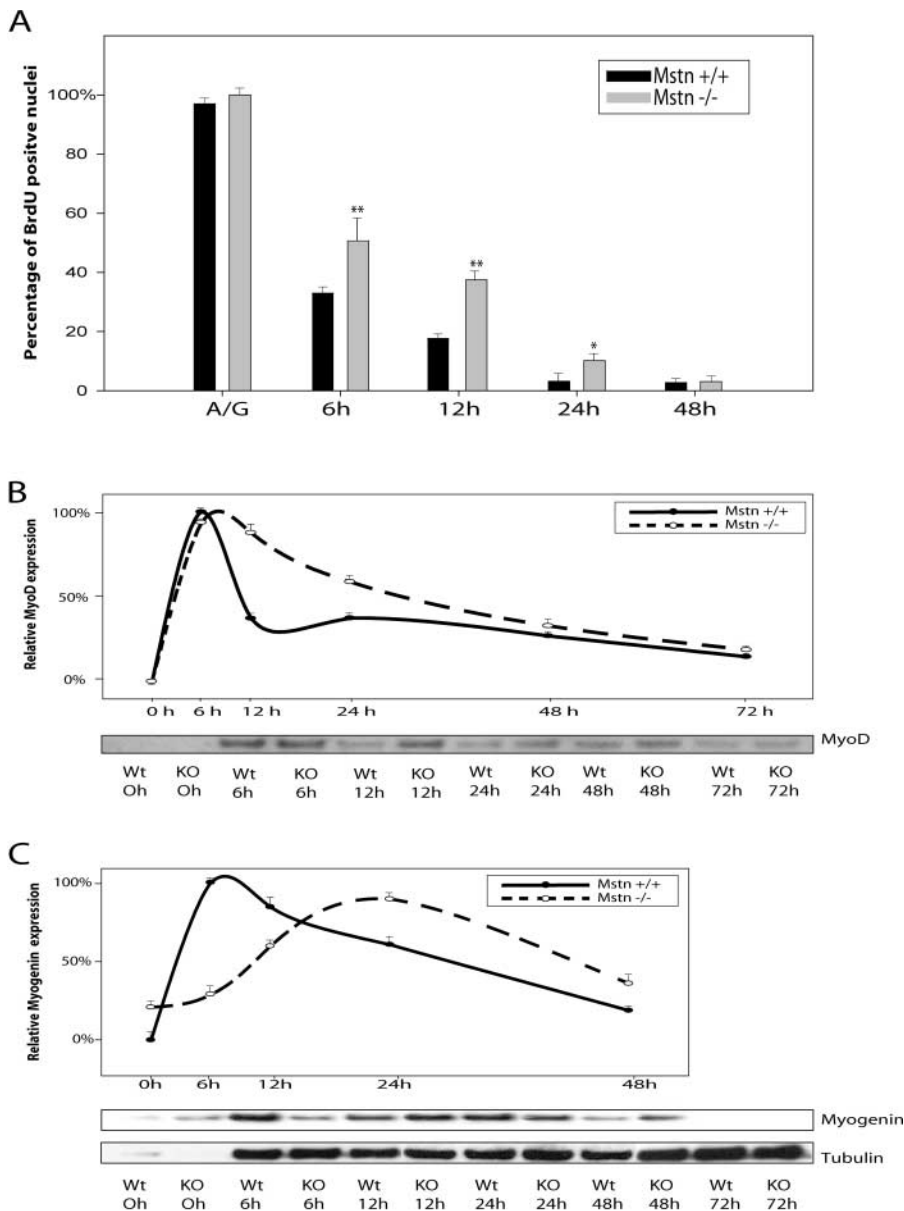 A
Percentage of BrdU positve nuclei
100%
80
60
40
20
0
Mstn +/+
Mstn -/-
**
**
*
A/G 6h 12h 24h 48h
B
Relative MyoD expression
100%
50%
0%
Mstn +/+
Mstn -/-
0 h 6 h 12 h 24 h 48 h 72 h
MyoD
Wt KO Wt KO Wt KO Wt KO Wt KO Wt KO
Oh Oh 6h 6h 12h 12h 24h 24h 48h 48h 72h 72h
C
Relative Myogenin expression
100%
50%
0%
Mstn +/+
Mstn -/-
0h 6h 12h 24h 48h
Myogenin
Tubulin
Wt KO Wt KO Wt KO Wt KO Wt KO Wt KO
Oh Oh 6h 6h 12h 12h 24h 24h 48h 48h 72h 72h